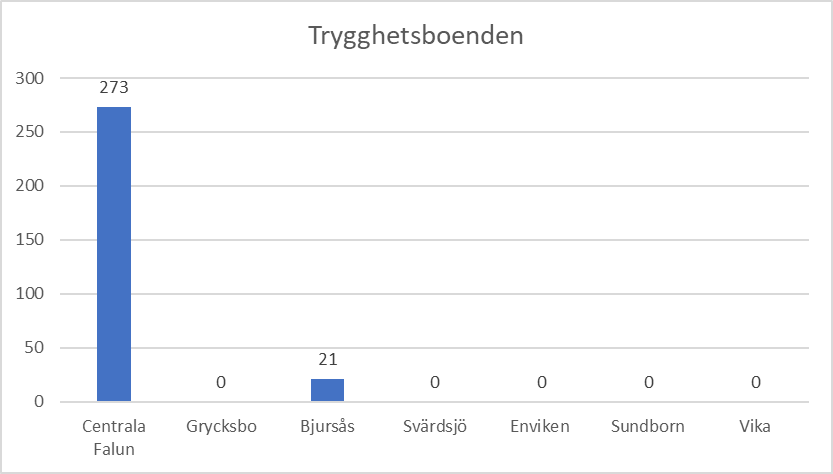 Trygghetsboenden
300
250
200
150
100
50
0
273
0
21
0
0
0
0
Centrala
Falun
Grycksbo
Bjursås
Svärdsjö
Enviken
Sundborn
Vika